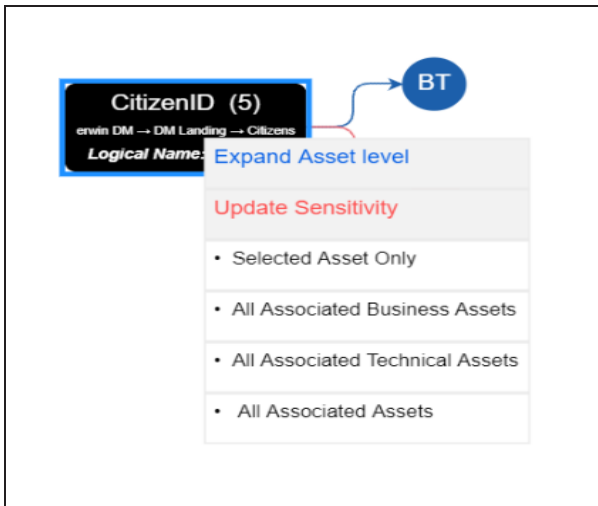 CitizenID (5)
BT
erwin DM → DM Landing → Citizens
Logical Name:
Expand Asset level
Update Sensitivity
• Selected Asset Only
• All Associated Business Assets
• All Associated Technical Assets
• All Associated Assets